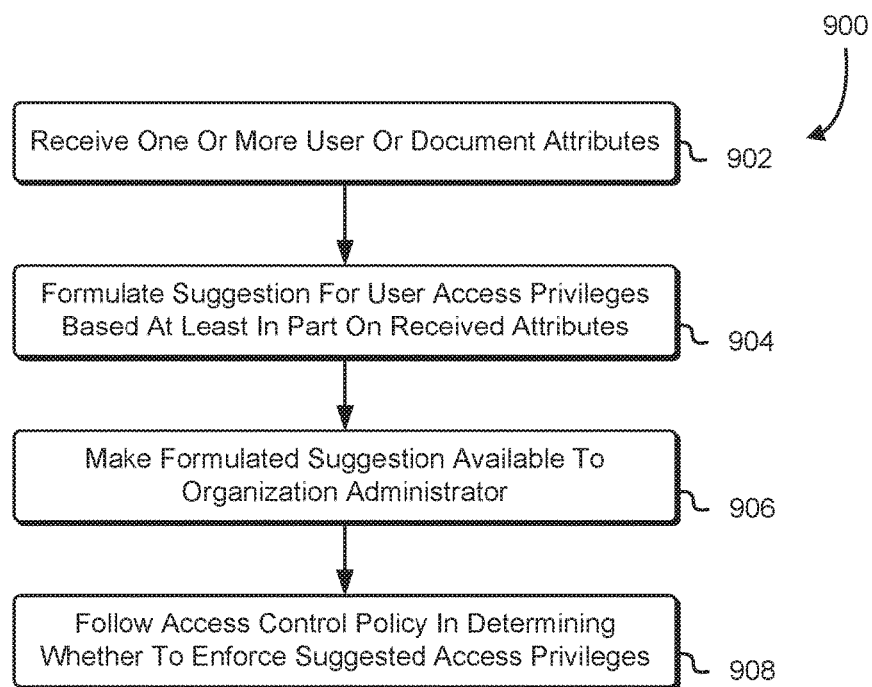 900
Receive One Or More User Or Document Attributes
902
Formulate Suggestion For User Access Privileges
Based At Least In Part On Received Attributes
904
Make Formulated Suggestion Available To
Organization Administrator
906
Follow Access Control Policy In Determining
Whether To Enforce Suggested Access Privileges
908